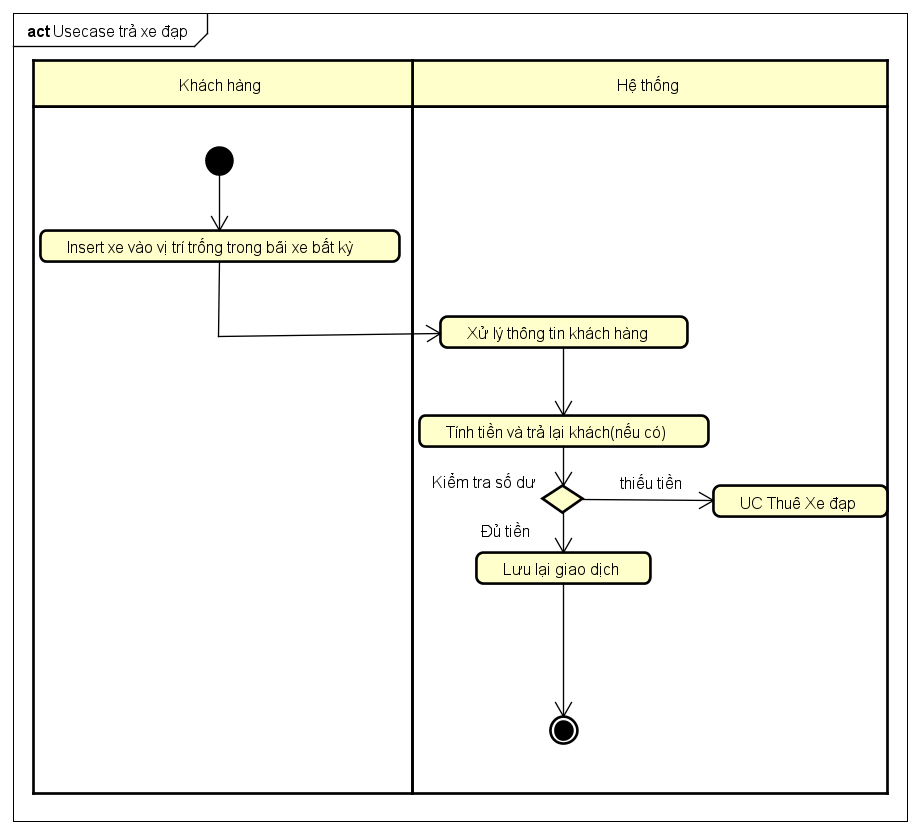 act Usecase trả xe đạp
Khách hàng
Hệ thống
Insert xe vào vị trí trống trong bãi xe bất kỳ
Xử lý thông tin khách hàng
Tính tiền và trả lại khách(nếu có)
Kiểm tra số dư
thiếu tiền
UC Thuê Xe đạp
Đủ tiền
Lưu lại giao dịch